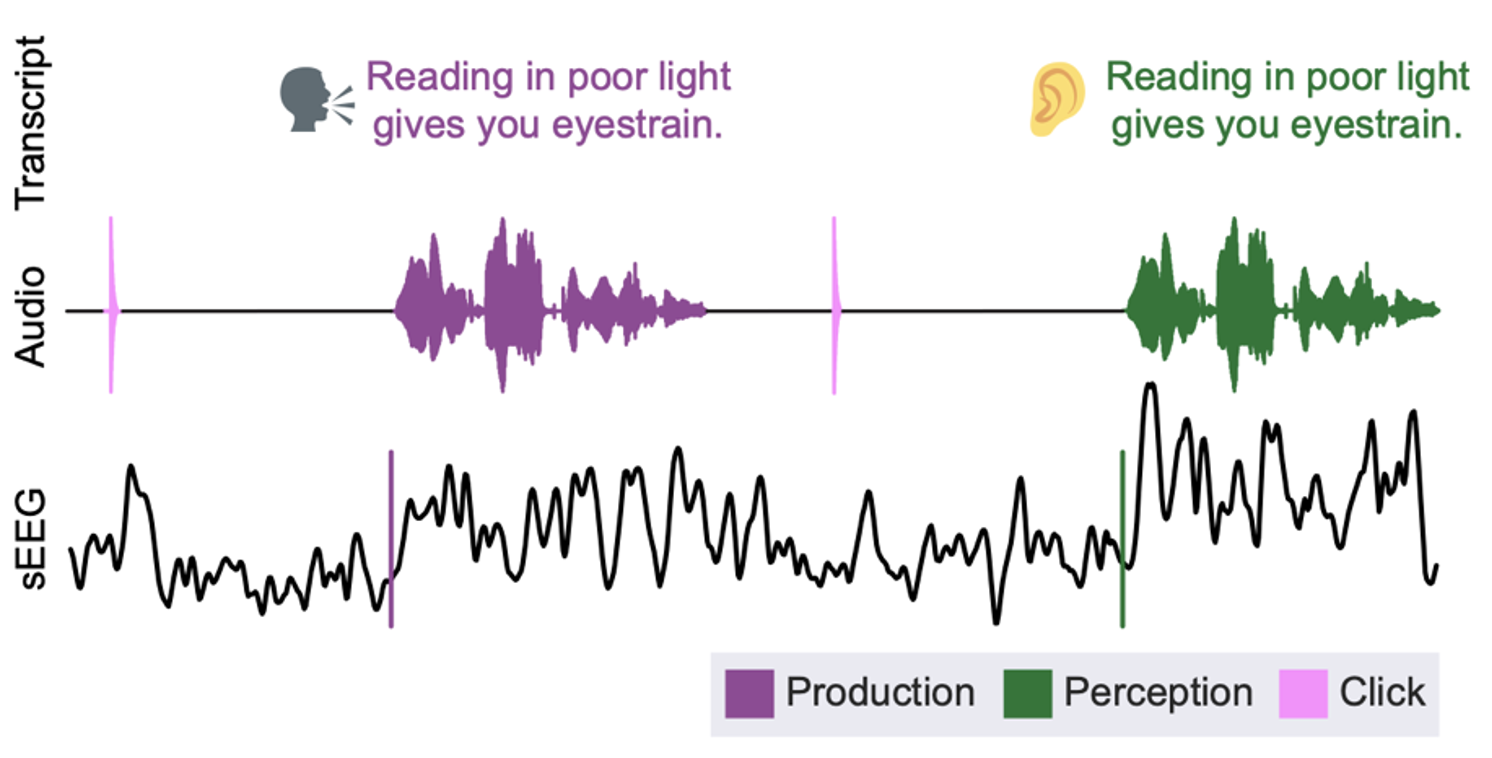 Transcript
Reading in poor light
gives you eyestrain.
Reading in poor light
gives you eyestrain.
Audio
sEEG
Production
Perception
Click